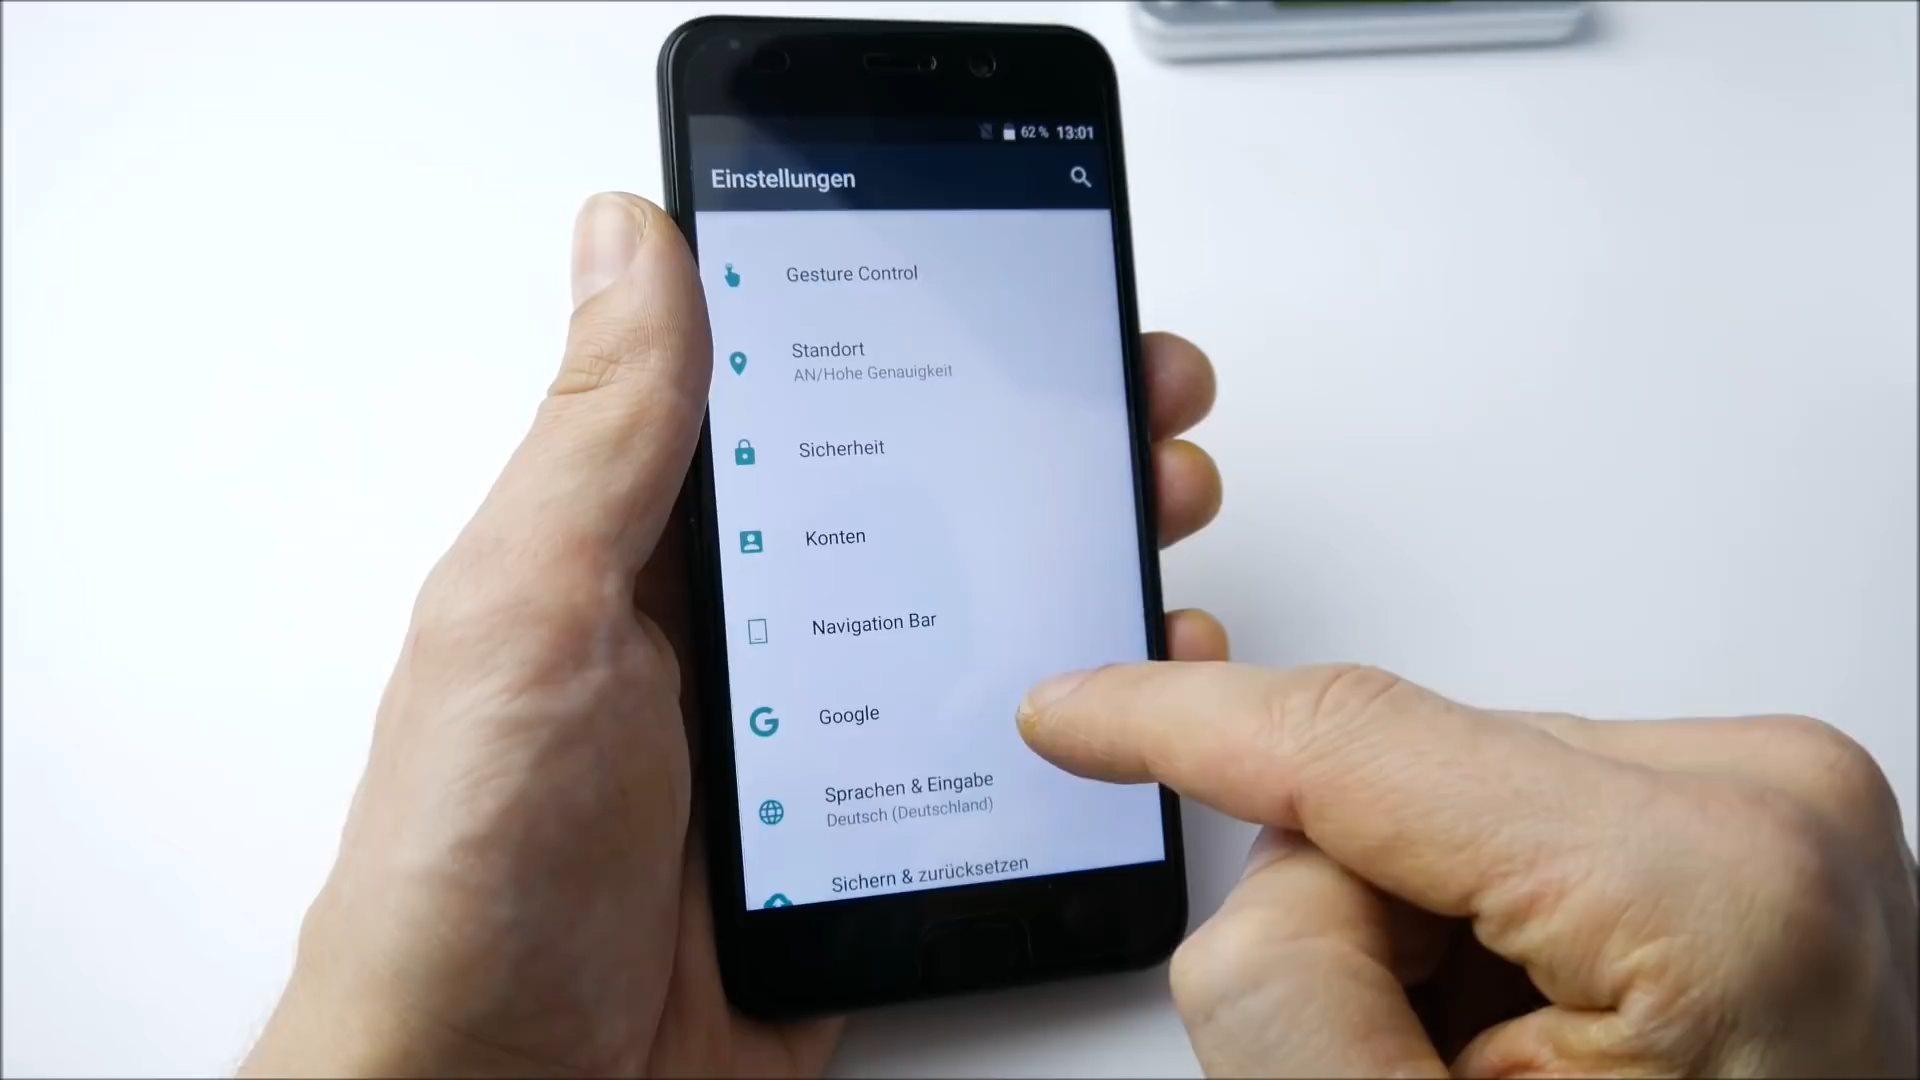 62 % 13:01
Einstellungen
Gesture Control
Standort
AN/Hohe Genauigkeit
Sicherheit
Konten
Navigation Bar
Google
Sprachen & Eingabe
Deutsch (Deutschland)
Sichern & zurücksetzen